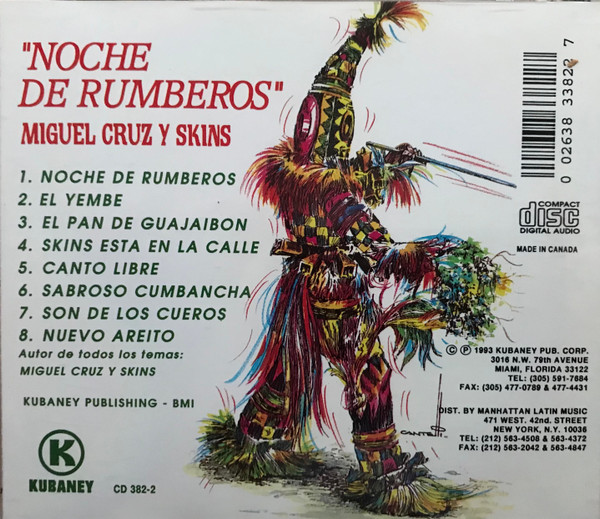 "NOCHE
DE RUMBEROS"
MIGUEL CRUZ Y SKINS
1. NOCHE DE RUMBEROS
2. EL YEMBE
3. EL PAN DE GUAJAIBON
4. SKINS ESTA EN LA CALLE
5. CANTO LIBRE
6. SABROSO CUMBANCHA
7. SON DE LOS CUEROS
8. NUEVO AREITO
Autor de todos los temas:
MIGUEL CRUZ Y SKINS
KUBANEY PUBLISHING - BMI
K
KUBANEY
CD 382-2
0 02638 33822 7
COMPACT
disc
DIGITAL AUDIO
MADE IN CANADA
© ℗ 1993 KUBANEY PUB. CORP.
3016 N.W. 79th AVENUE
MIAMI, FLORIDA 33122
TEL: (305) 591-7684
FAX: (305) 477-0789 & 477-4431
DIST. BY MANHATTAN LATIN MUSIC
471 WEST. 42nd. STREET
NEW YORK, N.Y. 10036
TEL: (212) 563-4508 & 563-4372
FAX: (212) 563-2042 & 564-4847